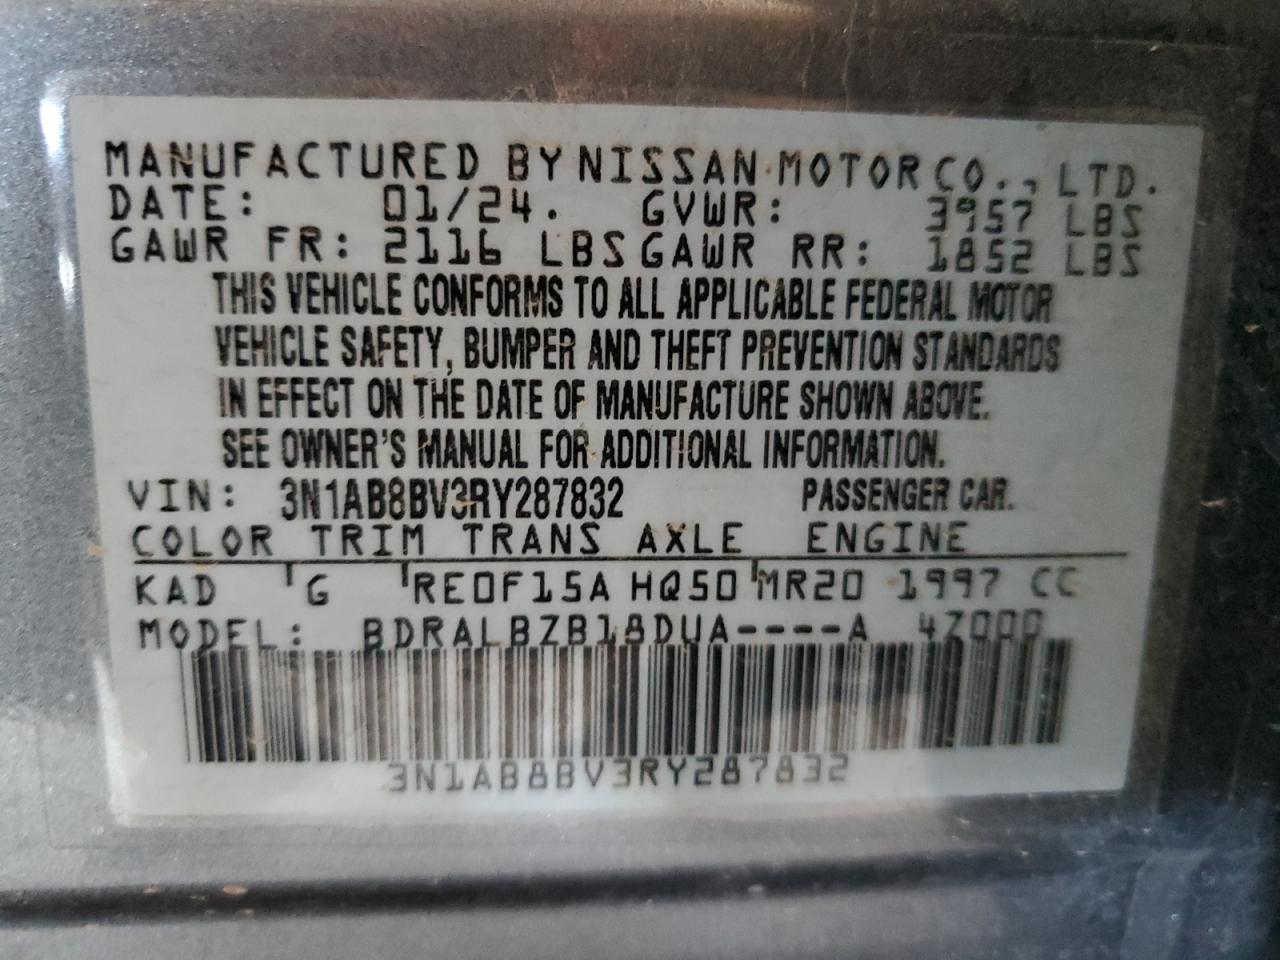 MANUFACTURED BY NISSAN MOTOR CO., LTD.
DATE: 01/24. GVWR: 3957 LBS
GAWR FR: 2116 LBS GAWR RR: 1852 LBS
THIS VEHICLE CONFORMS TO ALL APPLICABLE FEDERAL MOTOR
VEHICLE SAFETY, BUMPER AND THEFT PREVENTION STANDARDS
IN EFFECT ON THE DATE OF MANUFACTURE SHOWN ABOVE.
SEE OWNER'S MANUAL FOR ADDITIONAL INFORMATION.
VIN: 3N1AB8BV3RY287832 PASSENGER CAR.
COLOR TRIM TRANS AXLE ENGINE
KAD G RE0F15A HQ50 MR20 1997 CC
MODEL: BDRALBZB18DUA----A 4Z000
3N1AB8BV3RY287832